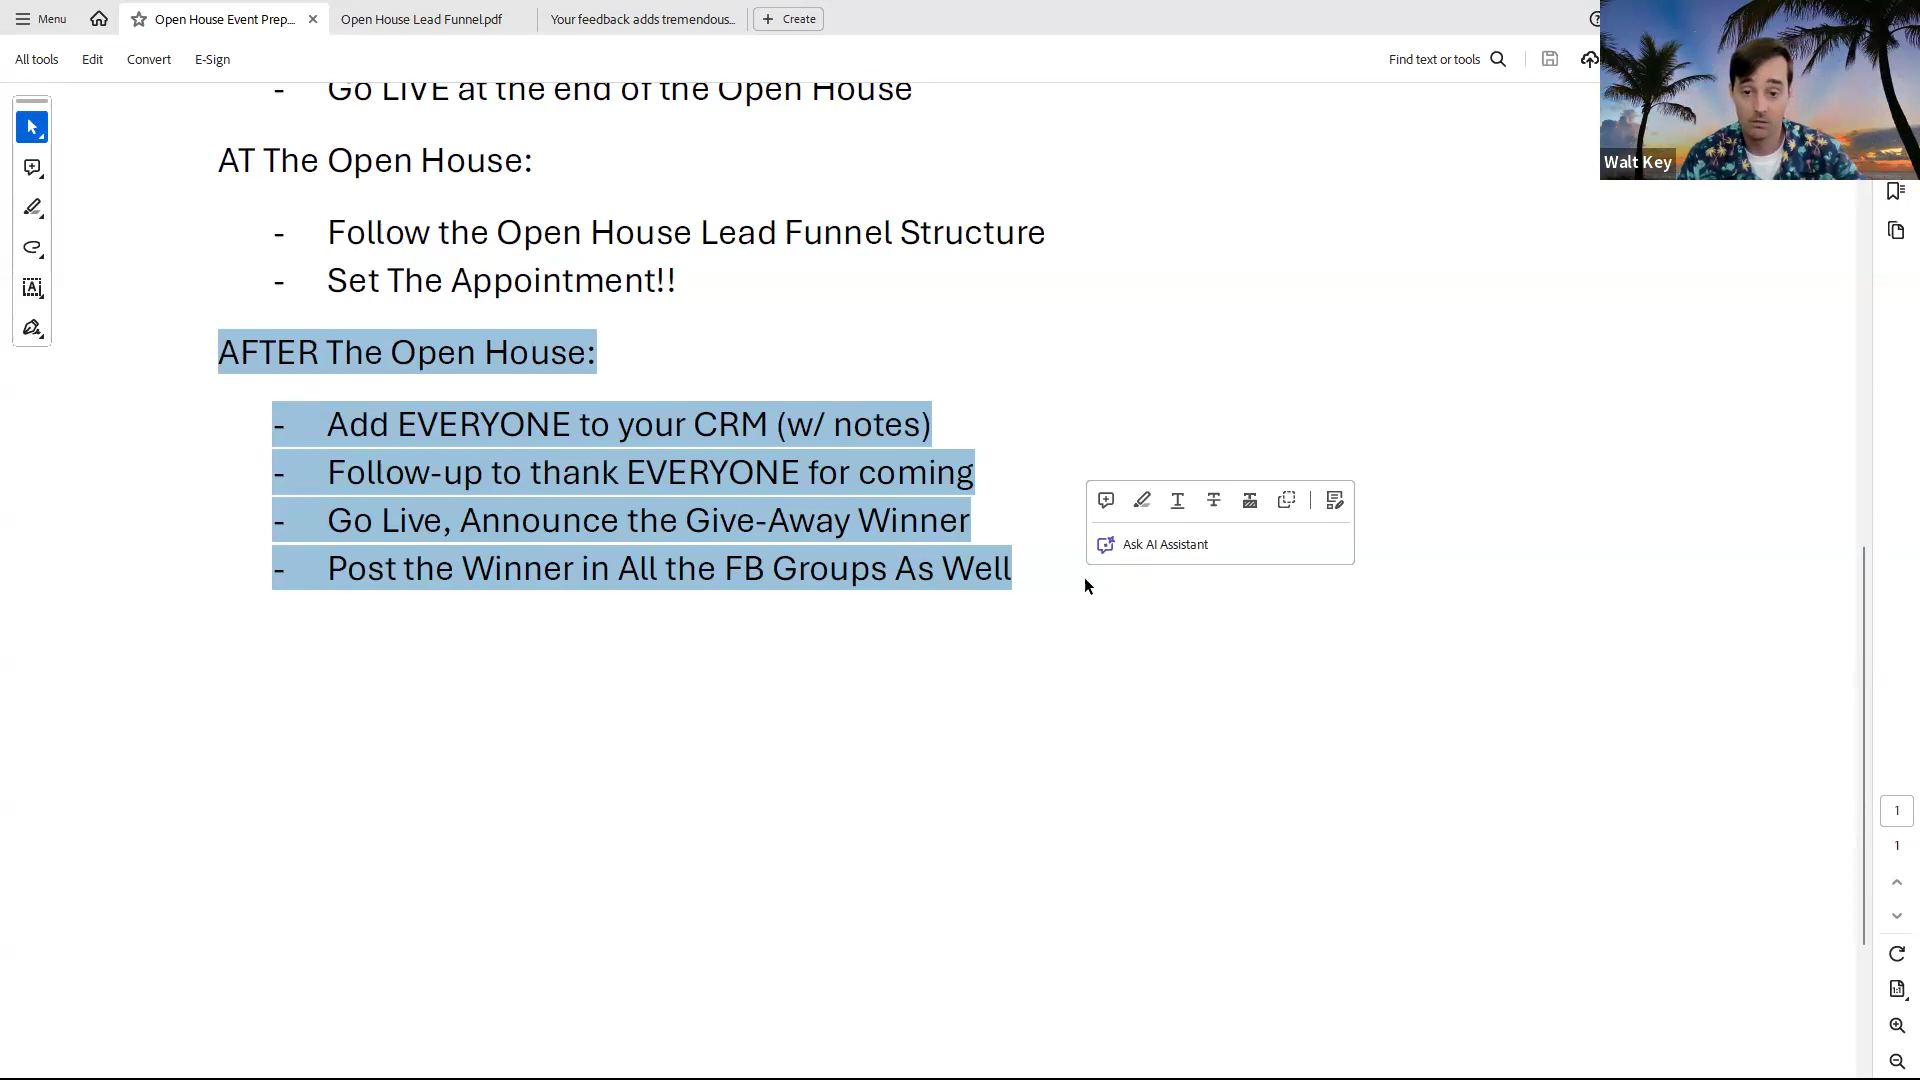 Menu
Open House Event Prep...
Open House Lead Funnel.pdf
Your feedback adds tremendous...
Create
All tools
Edit
Convert
E-Sign
Find text or tools
Walt Key
- Go LIVE at the end of the Open House
AT The Open House:
- Follow the Open House Lead Funnel Structure
- Set The Appointment!!
AFTER The Open House:
- Add EVERYONE to your CRM (w/ notes)
- Follow-up to thank EVERYONE for coming
- Go Live, Announce the Give-Away Winner
- Post the Winner in All the FB Groups As Well
Ask AI Assistant
1
1